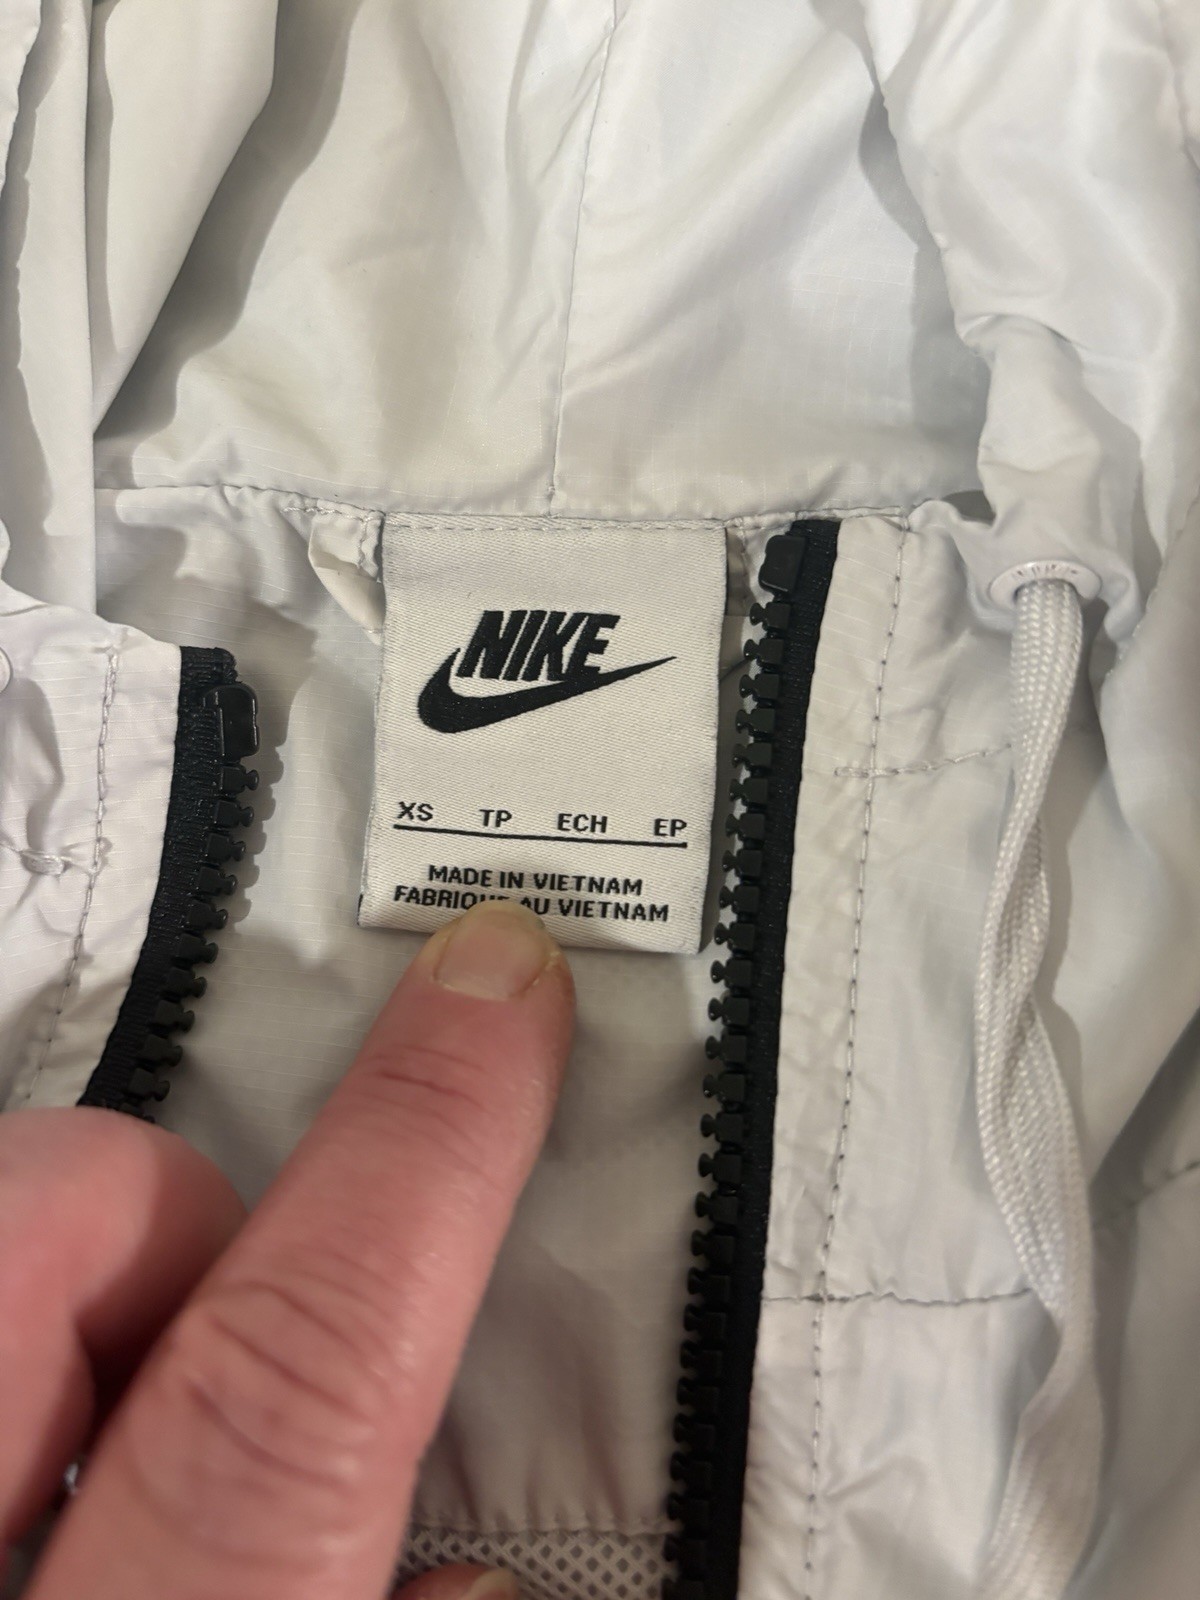 NIKE
XS TP ECH EP
MADE IN VIETNAM
FABRIQUE AU VIETNAM